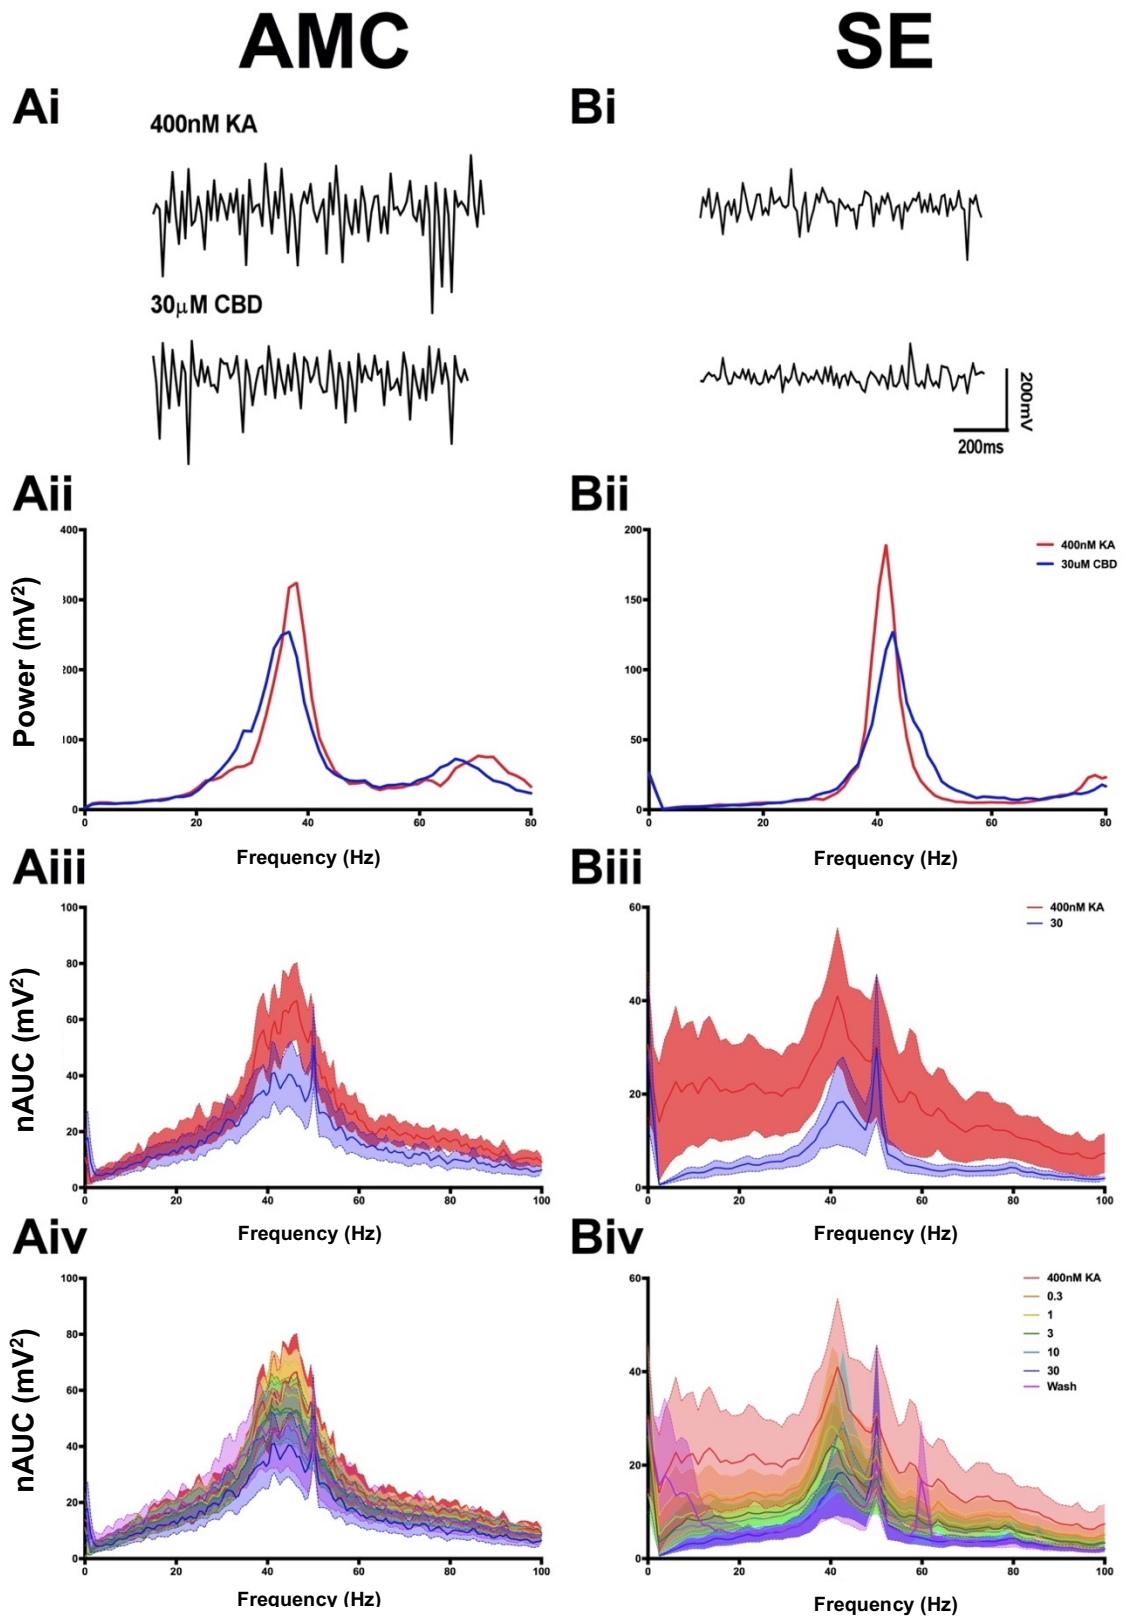 AMC
SE
Ai
Bi
400nM KA
30µM CBD
200mV
200ms
Aii
Bii
Power (mV2)
400
300
200
100
0
0 20 40 60 80
Frequency (Hz)
200
150
100
50
0
0 20 40 60 80
Frequency (Hz)
400nM KA
30uM CBD
Aiii
Biii
nAUC (mV2)
100
80
60
40
20
0
0 20 40 60 80 100
Frequency (Hz)
60
40
20
0
0 20 40 60 80 100
Frequency (Hz)
400nM KA
30
Aiv
Biv
nAUC (mV2)
100
80
60
40
20
0
0 20 40 60 80 100
Frequency (Hz)
60
40
20
0
0 20 40 60 80 100
Frequency (Hz)
400nM KA
0.3
1
3
10
30
Wash